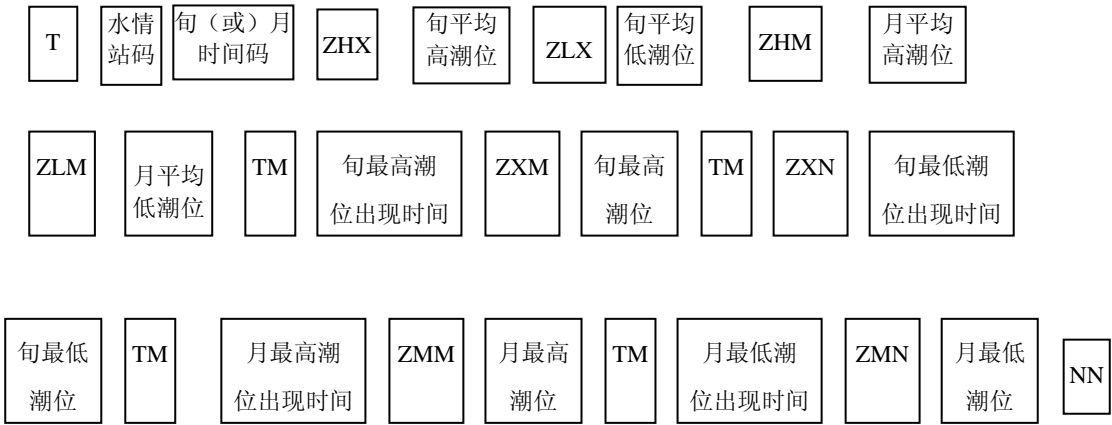 T 水情站码 旬（或）月时间码 ZHX 旬平均高潮位 ZLX 旬平均低潮位 ZHM 月平均高潮位
ZLM 月平均低潮位 TM 旬最高潮位出现时间 ZXM 旬最高潮位 TM ZXN 旬最低潮位出现时间
旬最低潮位 TM 月最高潮位出现时间 ZMM 月最高潮位 TM 月最低潮位出现时间 ZMN 月最低潮位 NN